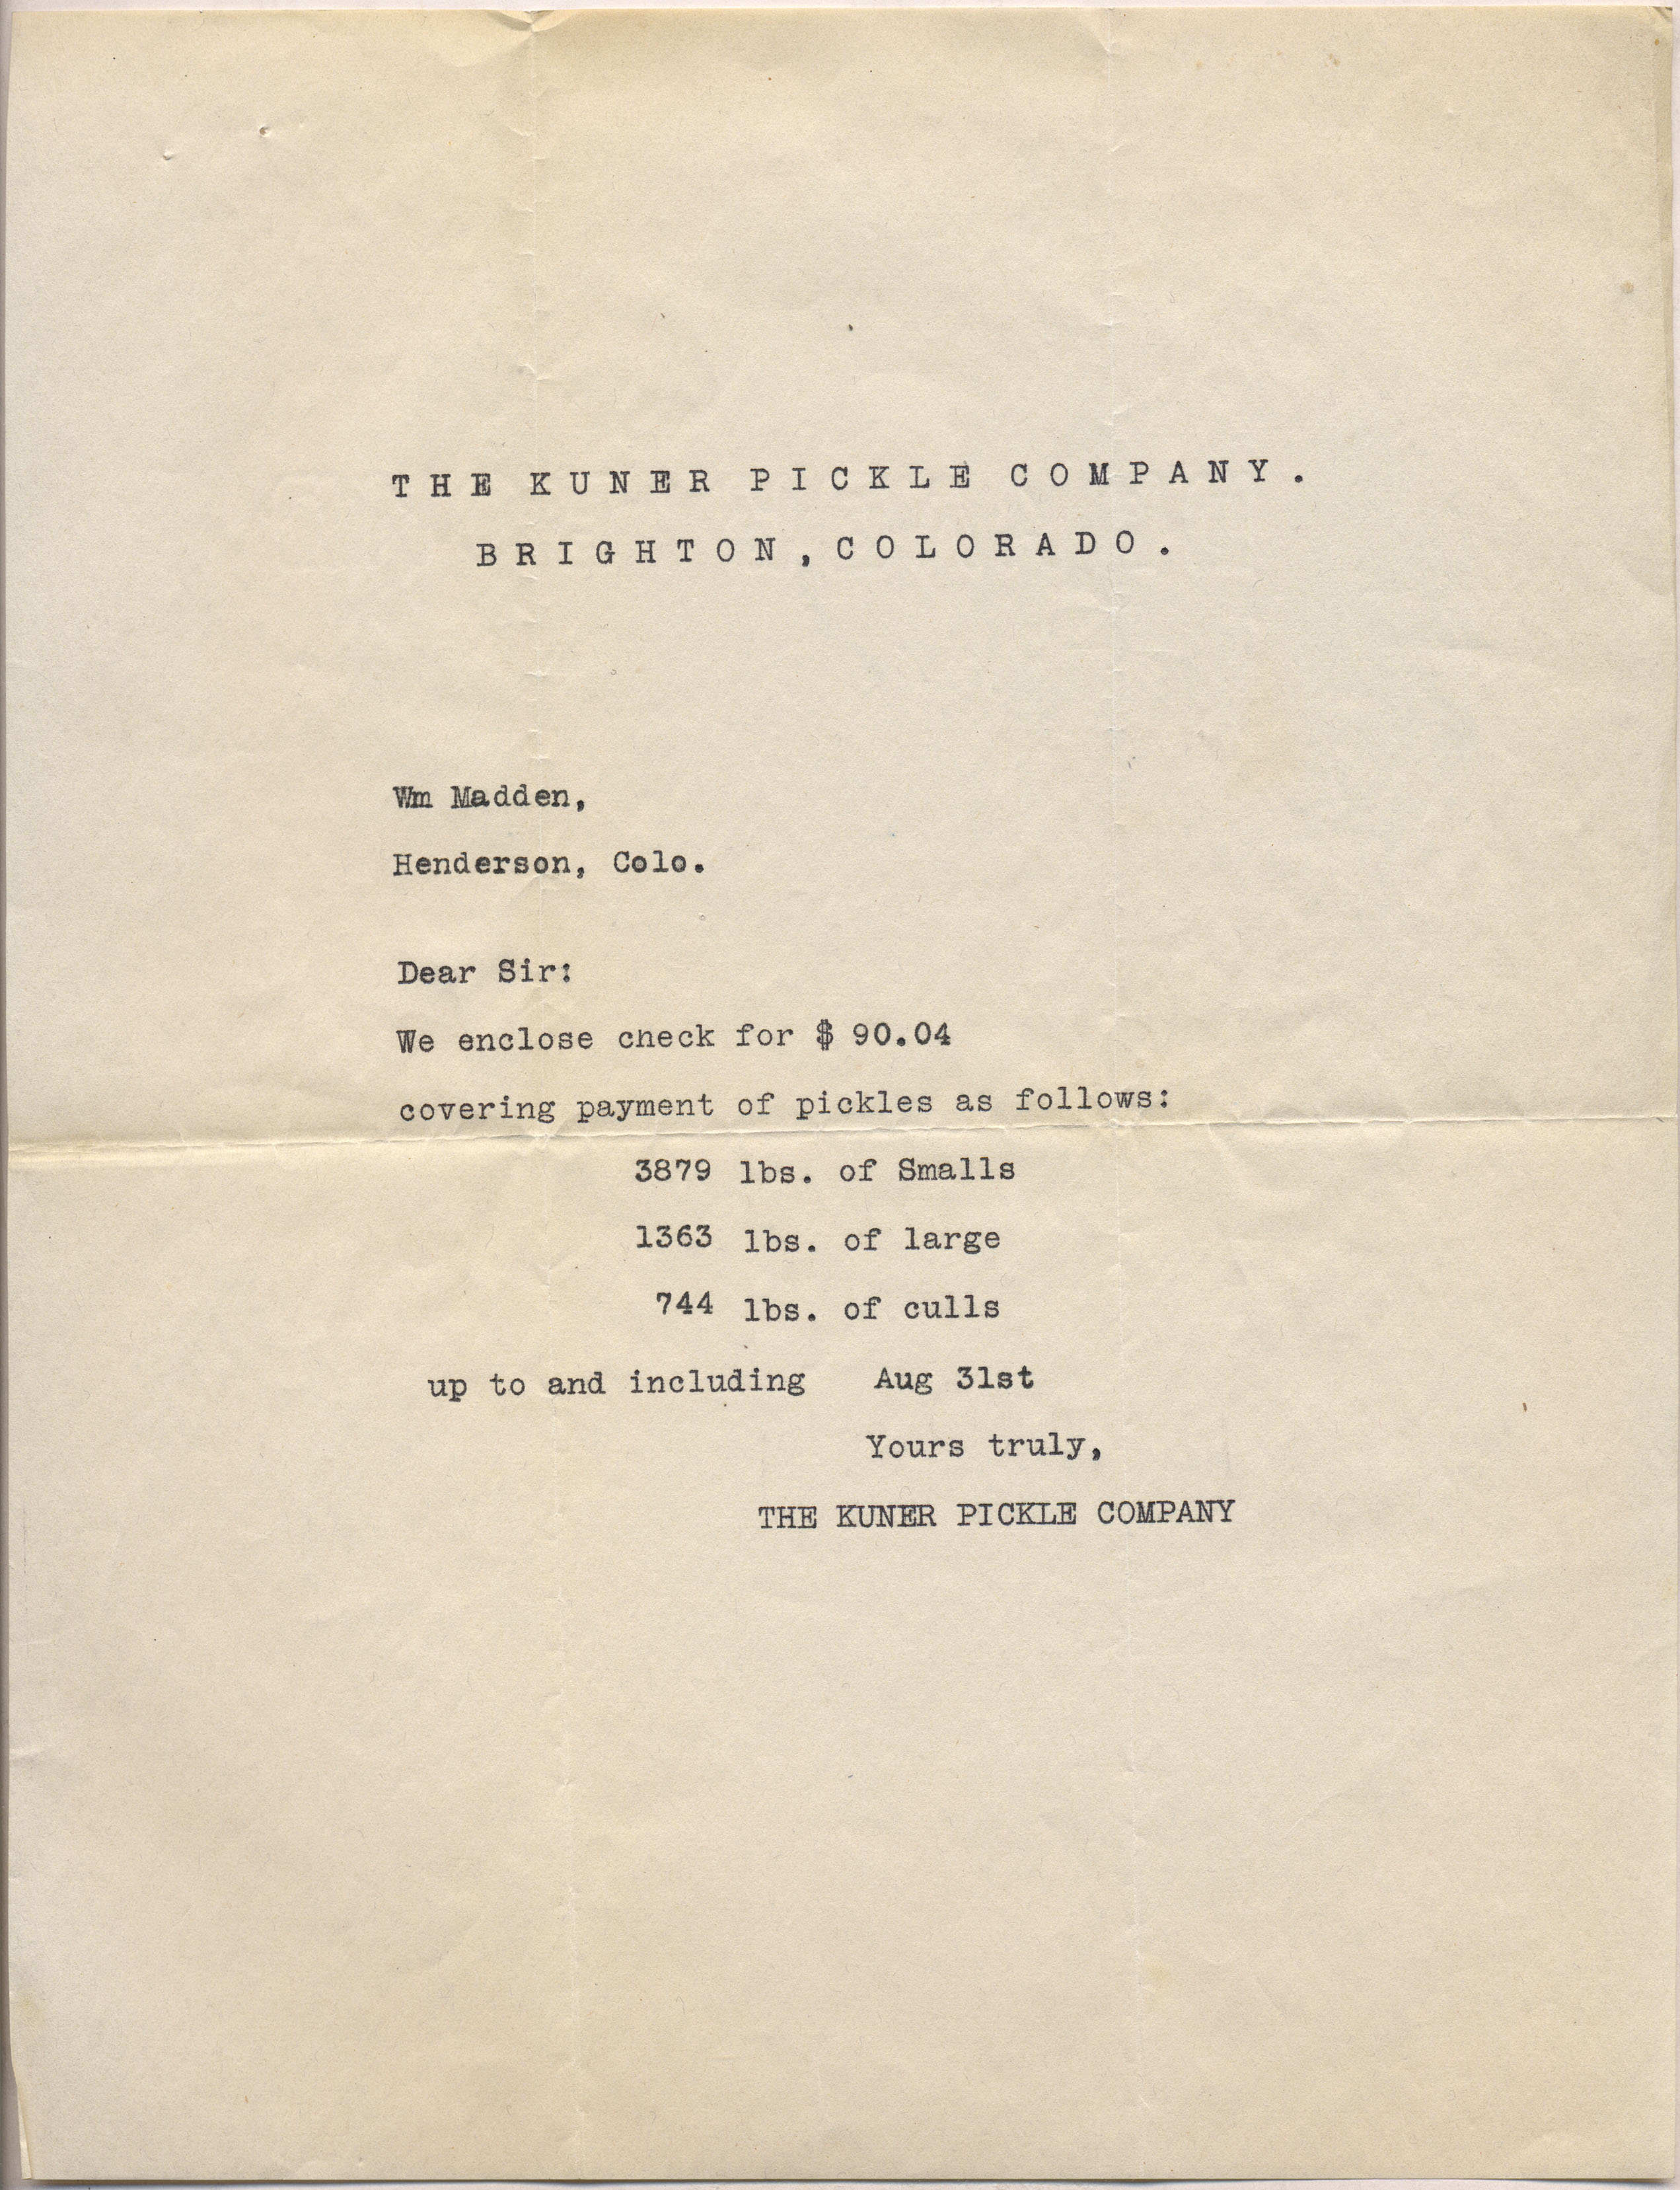 THE KUNER PICKLE COMPANY.
BRIGHTON, COLORADO.
Wm Madden,
Henderson, Colo.
Dear Sir:
We enclose check for $ 90.04
covering payment of pickles as follows:
3879 lbs. of Smalls
1363 lbs. of large
744 lbs. of culls
up to and including Aug 31st
Yours truly,
THE KUNER PICKLE COMPANY